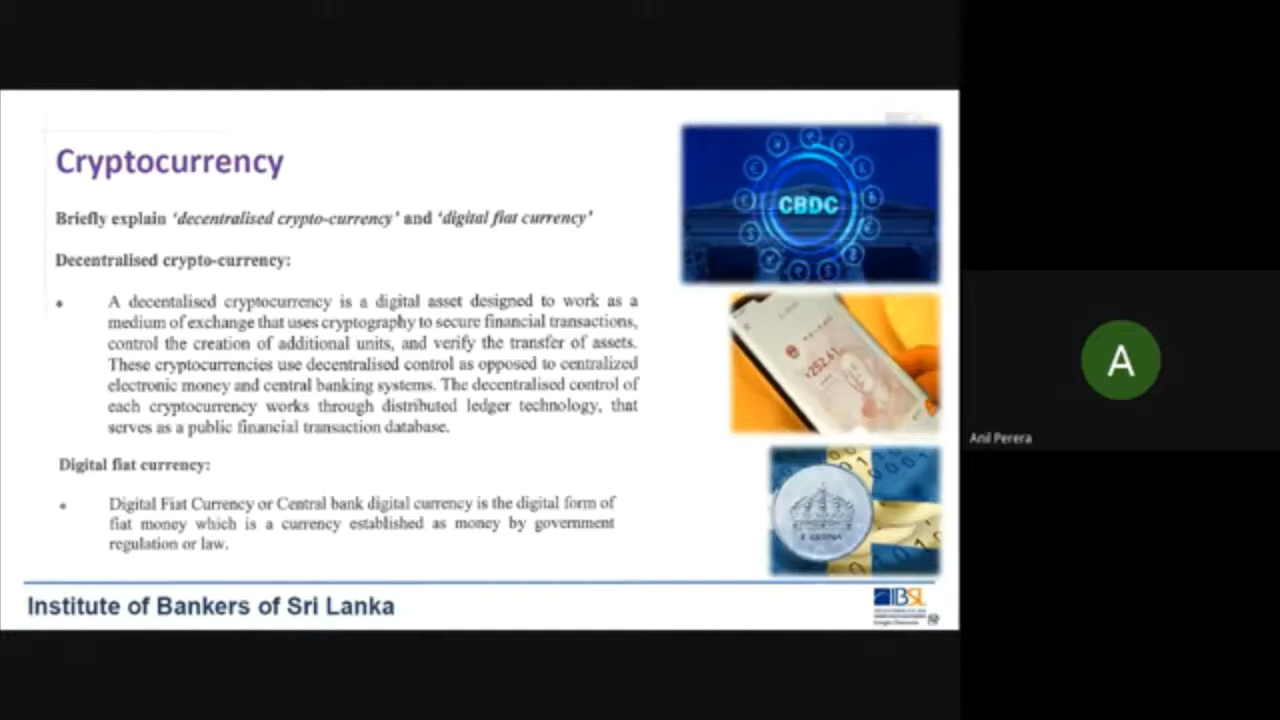 Cryptocurrency
Briefly explain ‘decentralised crypto-currency’ and ‘digital fiat currency’
Decentralised crypto-currency:
• A decentalised cryptocurrency is a digital asset designed to work as a
medium of exchange that uses cryptography to secure financial transactions,
control the creation of additional units, and verify the transfer of assets.
These cryptocurrencies use decentralised control as opposed to centralized
electronic money and central banking systems. The decentralised control of
each cryptocurrency works through distributed ledger technology, that
serves as a public financial transaction database.
Digital fiat currency:
• Digital Fiat Currency or Central bank digital currency is the digital form of
fiat money which is a currency established as money by government
regulation or law.
CBDC
Institute of Bankers of Sri Lanka
IBSL
A
Anil Perera